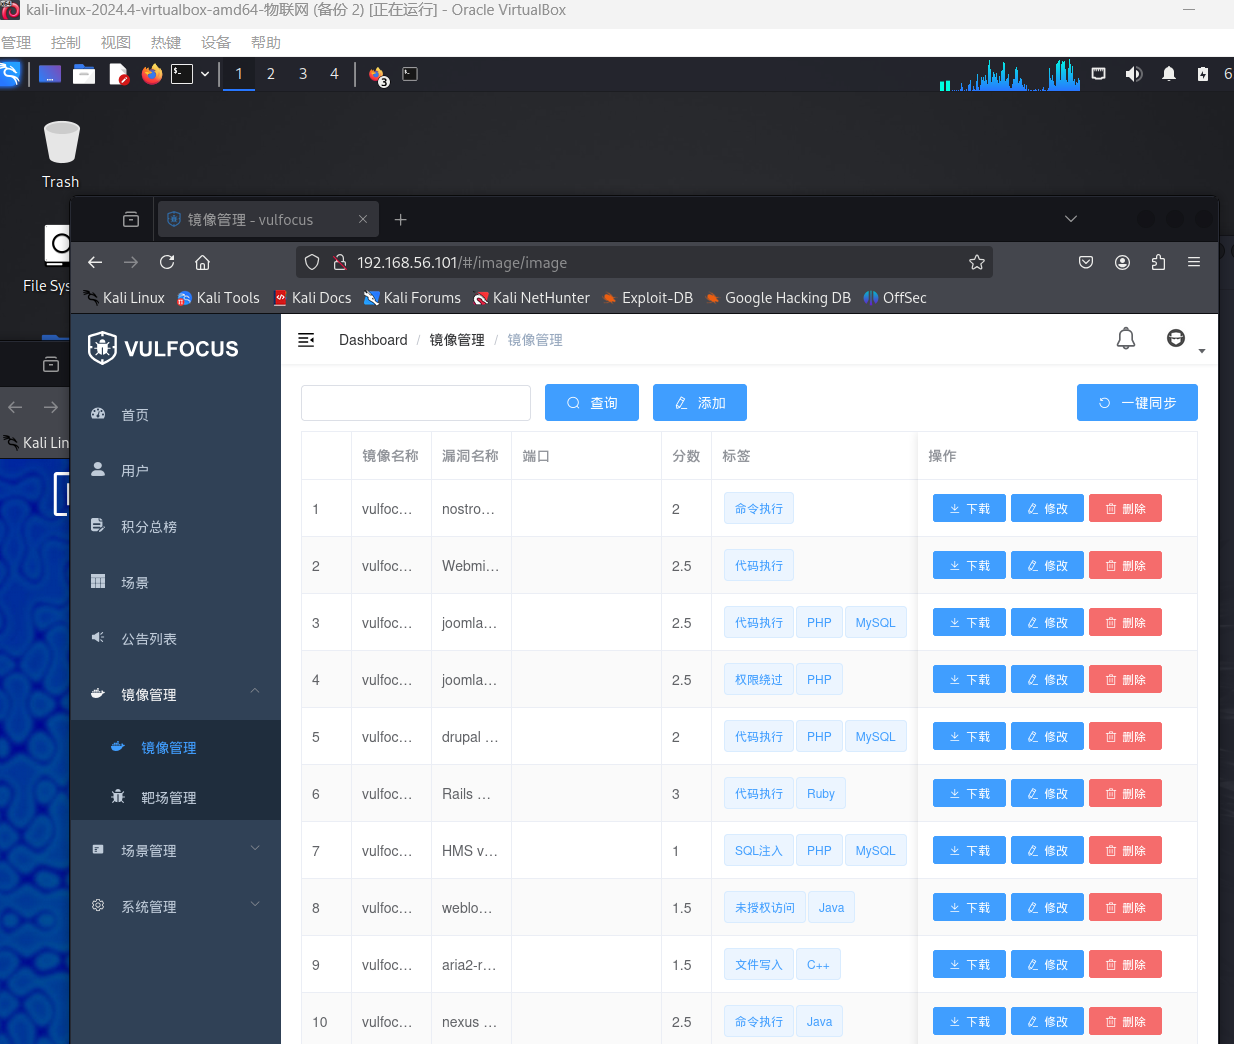 kali-linux-2024.4-virtualbox-amd64-物联网 (备份 2) [正在运行] - Oracle VirtualBox
管理 控制 视图 热键 设备 帮助
1 2 3 4 3 6
Trash
File Sys
Kali Lin
镜像管理 - vulfocus
192.168.56.101/#/image/image
Kali Linux Kali Tools Kali Docs Kali Forums Kali NetHunter Exploit-DB Google Hacking DB OffSec
VULFOCUS
首页
用户
积分总榜
场景
公告列表
镜像管理
镜像管理
靶场管理
场景管理
系统管理
Dashboard / 镜像管理 / 镜像管理
查询 添加 一键同步
镜像名称 漏洞名称 端口 分数 标签 操作
1 vulfoc... nostro... 2 命令执行 下载 修改 删除
2 vulfoc... Webmi... 2.5 代码执行 下载 修改 删除
3 vulfoc... joomla... 2.5 代码执行 PHP MySQL 下载 修改 删除
4 vulfoc... joomla... 2.5 权限绕过 PHP 下载 修改 删除
5 vulfoc... drupal ... 2 代码执行 PHP MySQL 下载 修改 删除
6 vulfoc... Rails ... 3 代码执行 Ruby 下载 修改 删除
7 vulfoc... HMS v... 1 SQL注入 PHP MySQL 下载 修改 删除
8 vulfoc... weblo... 1.5 未授权访问 Java 下载 修改 删除
9 vulfoc... aria2-r... 1.5 文件写入 C++ 下载 修改 删除
10 vulfoc... nexus ... 2.5 命令执行 Java 下载 修改 删除